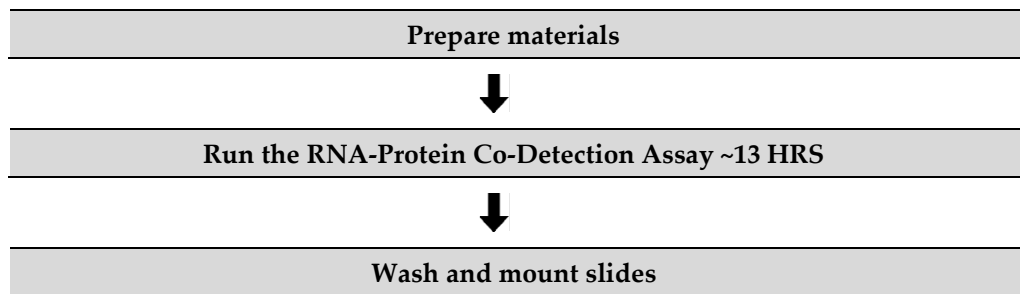 Prepare materials
Run the RNA-Protein Co-Detection Assay ~13 HRS
Wash and mount slides